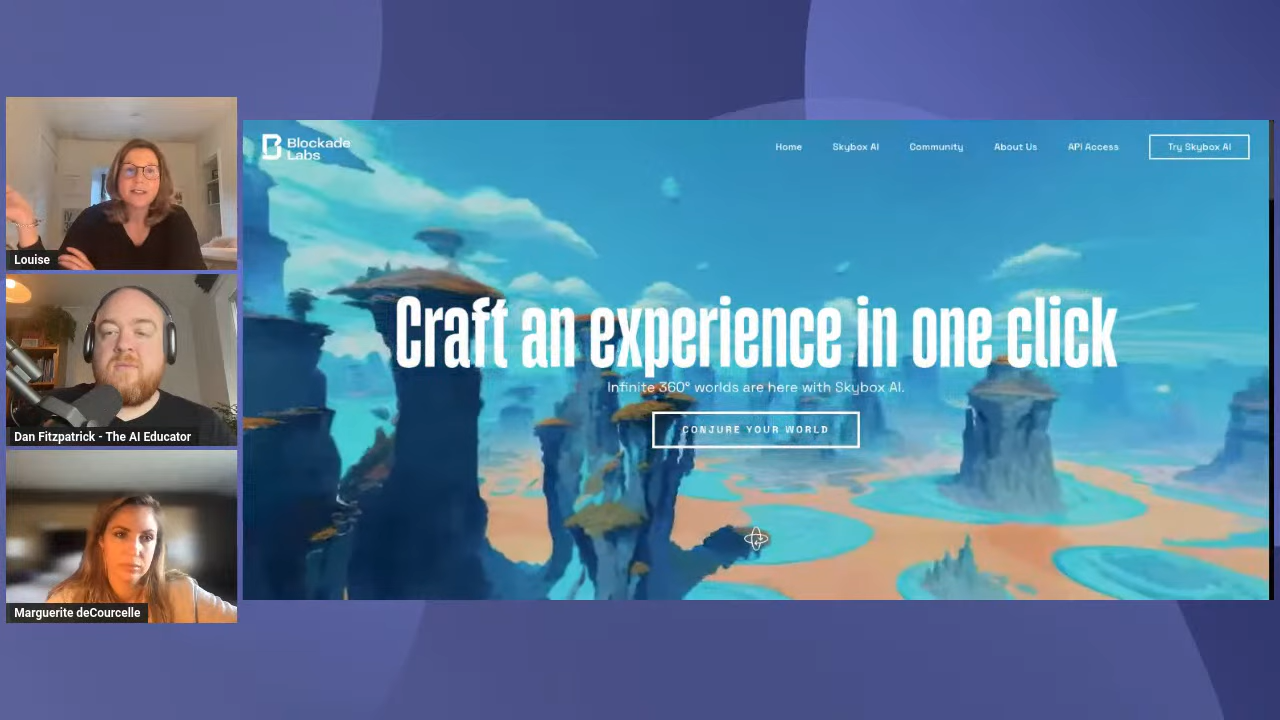 Louise
Dan Fitzpatrick - The AI Educator
Marguerite deCourcelle
Blockade
Labs
Home
Skybox AI
Community
About Us
API Access
Try Skybox AI
Craft an experience in one click
Infinite 360° worlds are here with Skybox AI.
CONJURE YOUR WORLD